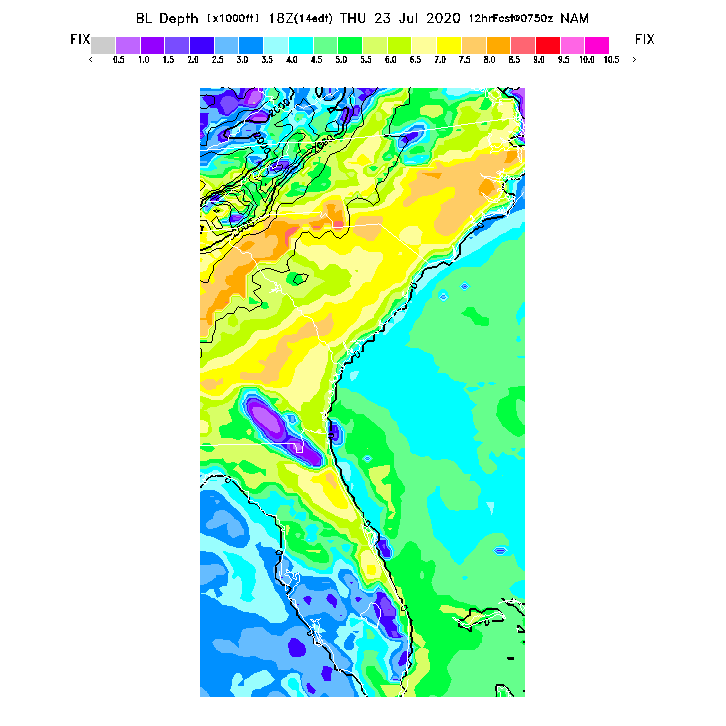 BL Depth [x1000ft] 18Z(14edt) THU 23 Jul 2020 12hrFcst@0750z NAM
FIX FIX
< 0.5 1.0 1.5 2.0 2.5 3.0 3.5 4.0 4.5 5.0 5.5 6.0 6.5 7.0 7.5 8.0 8.5 9.0 9.5 10.0 10.5 >